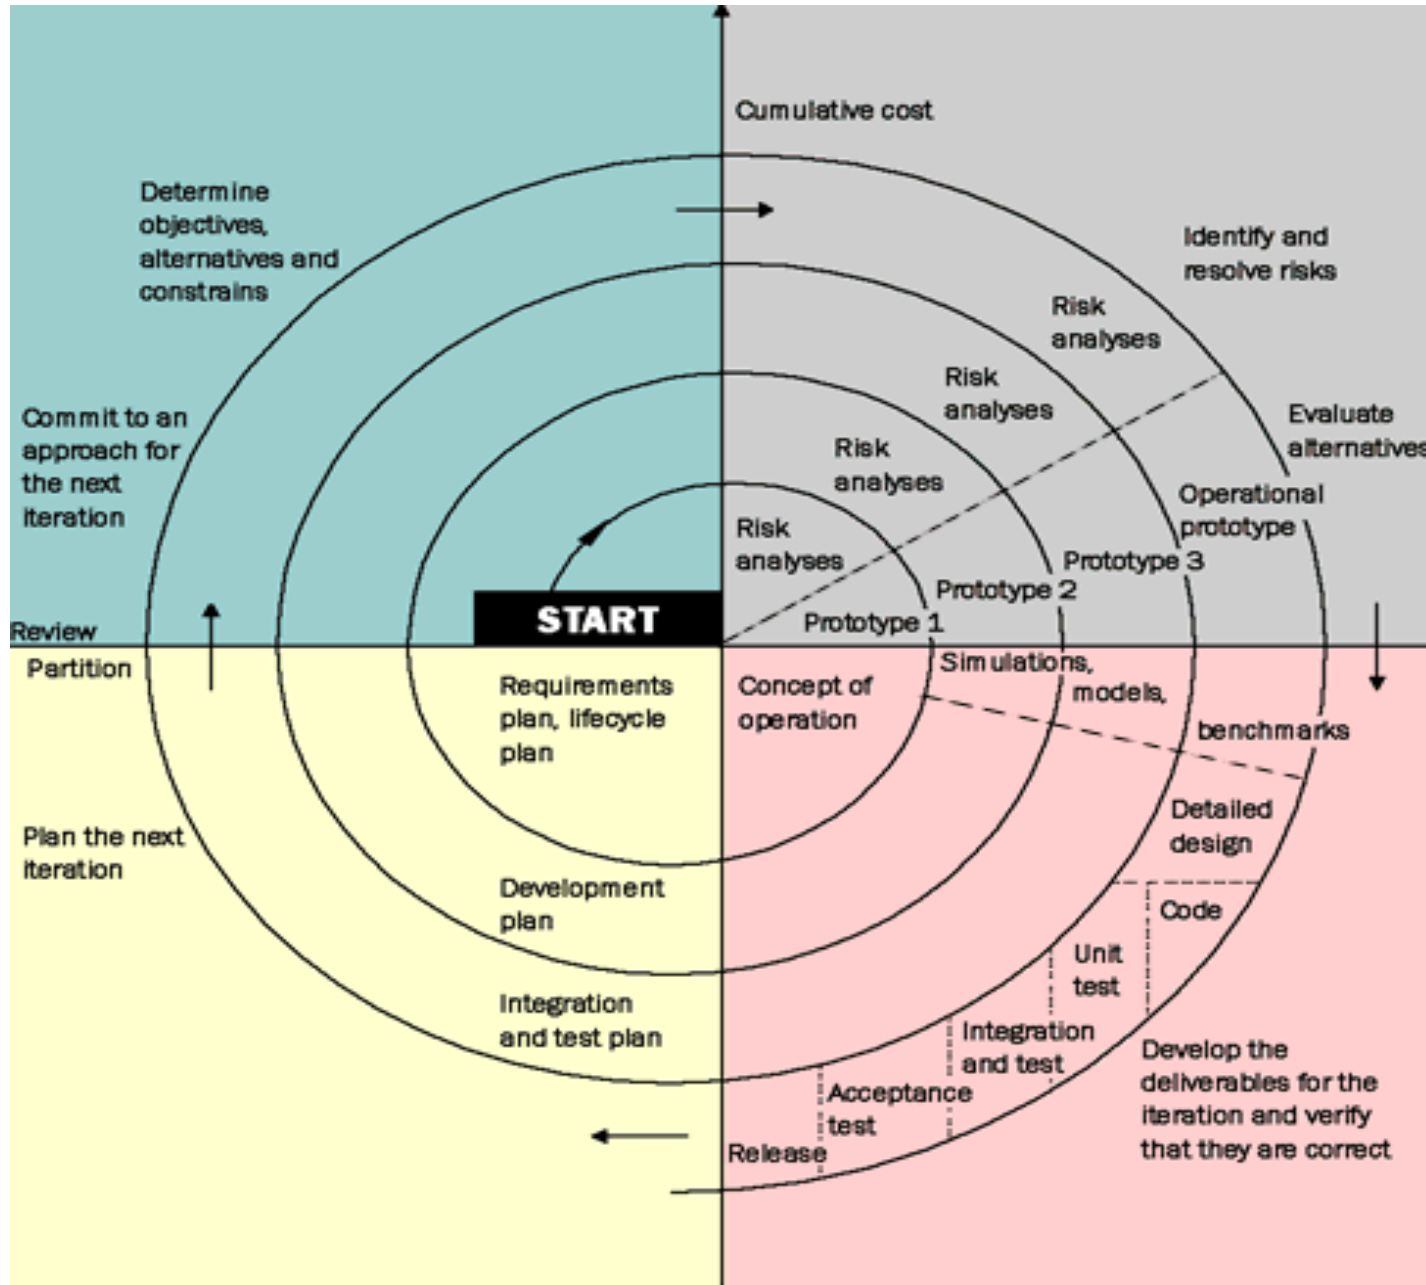 Cumulative cost
Determine
objectives,
alternatives and
constrains
Identify and
resolve risks
Risk
analyses
Risk
analyses
Commit to an
approach for
the next
iteration
Evaluate
alternatives
Risk
analyses
Operational
prototype
Risk
analyses
Prototype 3
Prototype 2
START
Prototype 1
Review
Partition
Simulations,
models,
benchmarks
Requirements
plan, lifecycle
plan
Concept of
operation
Plan the next
iteration
Detailed
design
Development
plan
Code
Unit
test
Integration
and test plan
Integration
and test
Acceptance
test
Release
Develop the
deliverables for the
iteration and verify
that they are correct